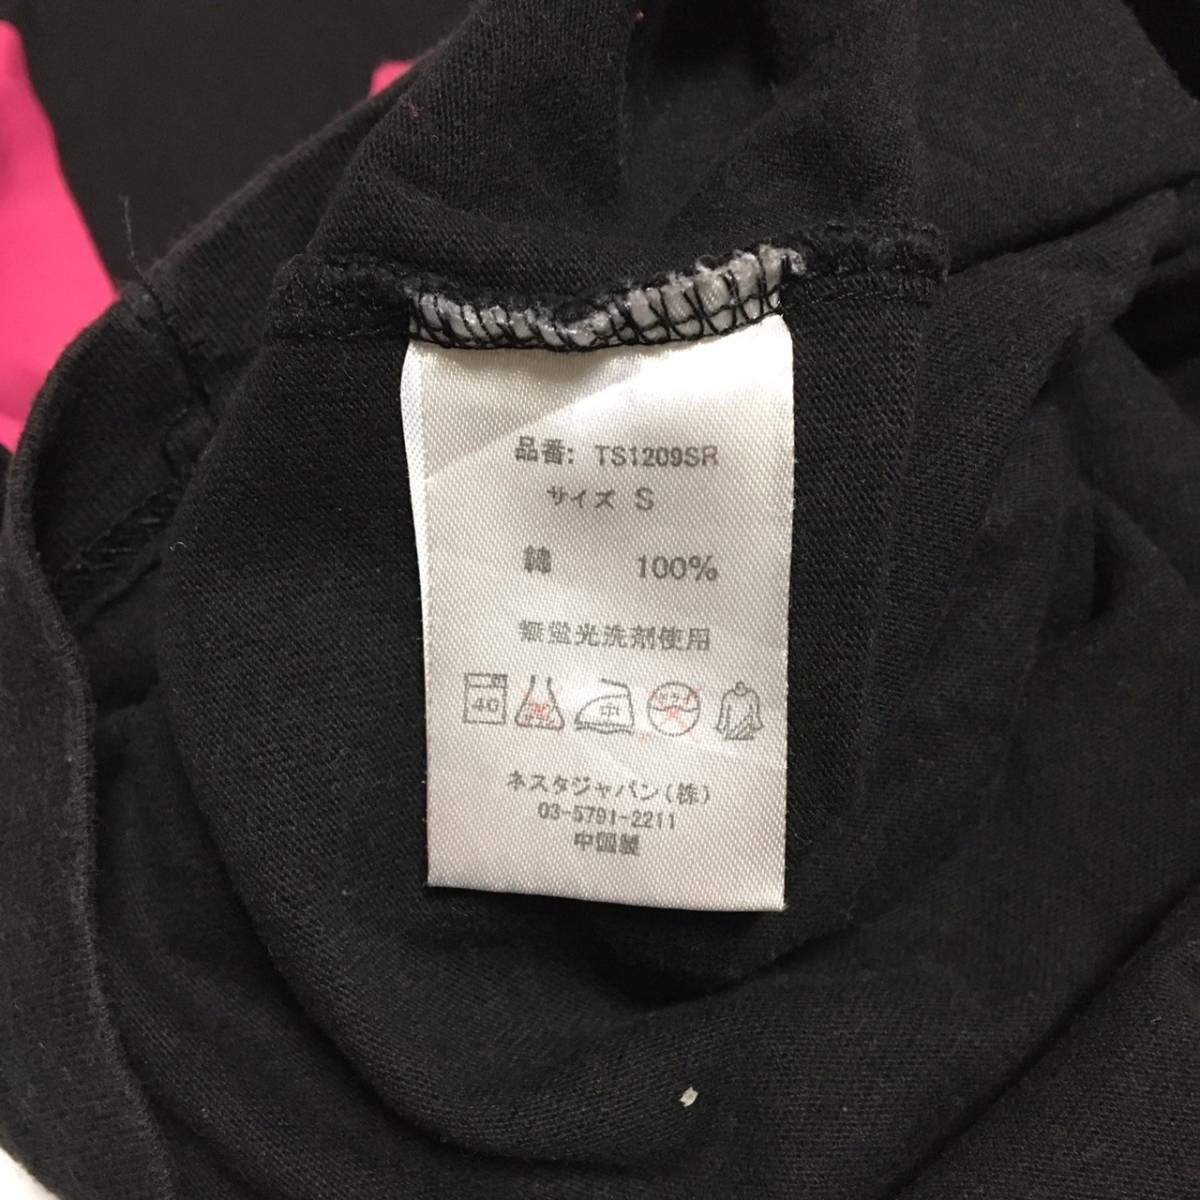 品番: TS1209SR
サイズ S
綿 100%
無蛍光洗剤使用
40 中
ネスタジャパン(株)
03-5791-2211
中国製